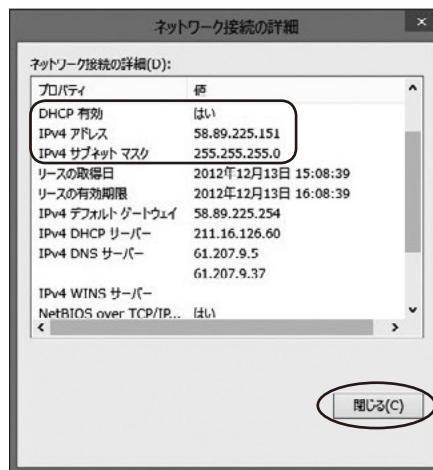 ネットワーク接続の詳細
×
ネットワーク接続の詳細(D):
プロパティ 値
DHCP 有効 はい
IPv4 アドレス 58.89.225.151
IPv4 サブネット マスク 255.255.255.0
リースの取得日 2012年12月13日 15:08:39
リースの有効期限 2012年12月13日 16:08:39
IPv4 デフォルト ゲートウェイ 58.89.225.254
IPv4 DHCP サーバー 211.16.126.60
IPv4 DNS サーバー 61.207.9.5
61.207.9.37
IPv4 WINS サーバー
NetBIOS over TCP/IP... はい
閉じる(C)